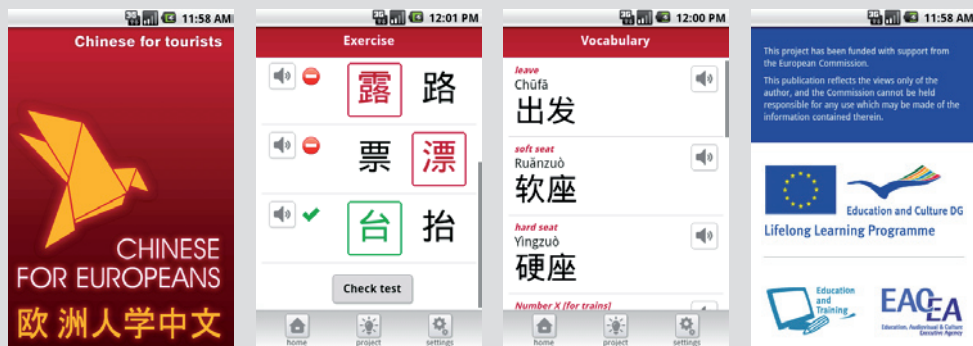 11:58 AM
Chinese for tourists
CHINESE
FOR EUROPEANS
欧洲人学中文
12:01 PM
Exercise
露 路
票 漂
台 抬
Check test
home project settings
12:00 PM
Vocabulary
leave
Chūfā
出发
soft seat
Ruǎnzuò
软座
hard seat
Yìngzuò
硬座
Number X [for trains]
home project settings
11:58 AM
This project has been funded with support from
the European Commission.
This publication reflects the views only of the
author, and the Commission cannot be held
responsible for any use which may be made of the
information contained therein.
Education and Culture DG
Lifelong Learning Programme
Education
and
Training
EACEA
Education, Audiovisual & Culture
Executive Agency